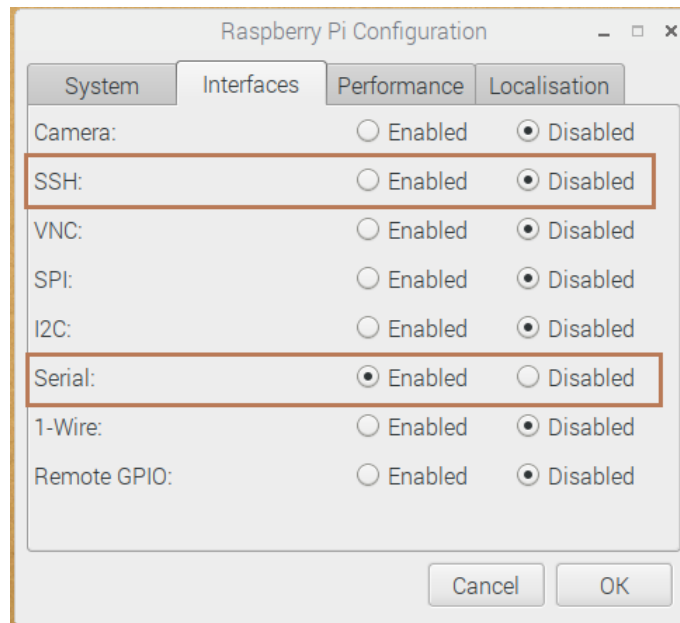 Raspberry Pi Configuration
System Interfaces Performance Localisation
Camera: Enabled Disabled
SSH: Enabled Disabled
VNC: Enabled Disabled
SPI: Enabled Disabled
I2C: Enabled Disabled
Serial: Enabled Disabled
1-Wire: Enabled Disabled
Remote GPIO: Enabled Disabled
Cancel OK